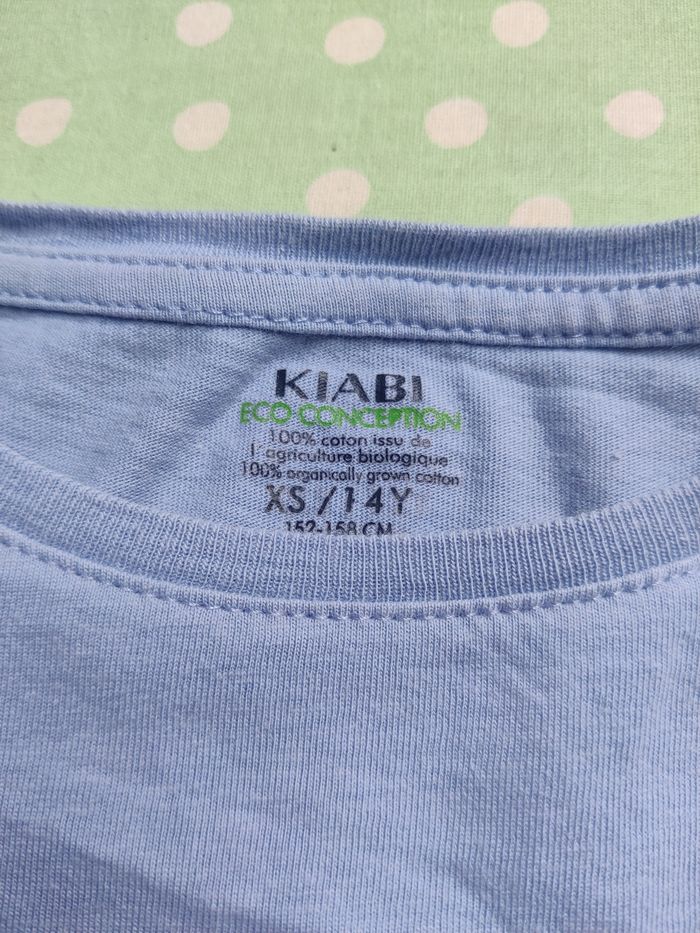 KIABI
ECO CONCEPTION
100% coton issu de
l'agriculture biologique
100% organically grown cotton
XS /14Y
152-158 CM